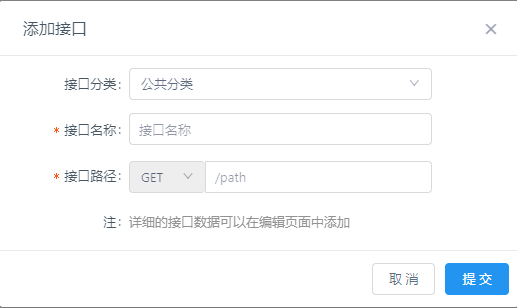 添加接口
接口分类： 公共分类
* 接口名称： 接口名称
* 接口路径： GET /path
注： 详细的接口数据可以在编辑页面中添加
取 消 提 交